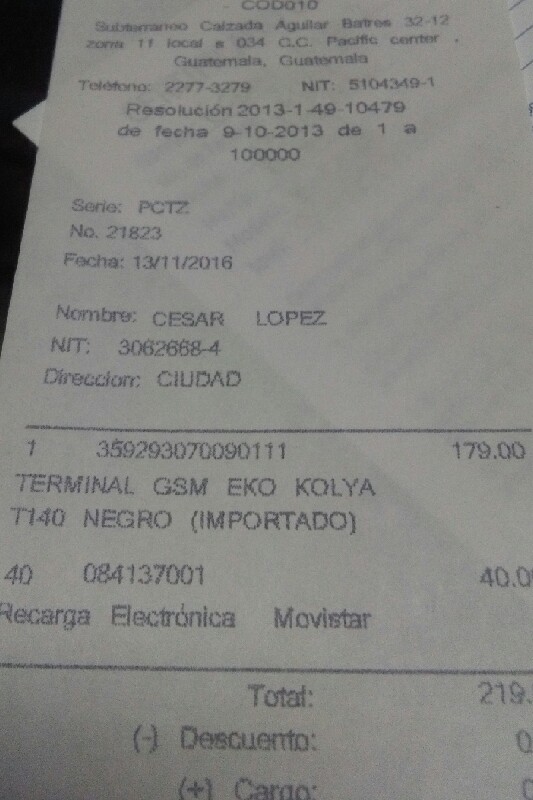 COD010
Subterraneo Calzada Aguilar Batres 32-12
zona 11 local s 034 C.C. Pacific center .
Guatemala, Guatemala
Teléfono: 2277-3279 NIT: 5104349-1
Resolución 2013-1-49-10479
de fecha 9-10-2013 de 1 a
100000
Serie: PCTZ
No. 21823
Fecha: 13/11/2016
Nombre: CESAR LOPEZ
NIT: 3062668-4
Direccion: CIUDAD
1 359293070090111 179.00
TERMINAL GSM EKO KOLYA
T140 NEGRO (IMPORTADO)
40 084137001 40.0
Recarga Electrónica Movistar
Total: 219.
(-) Descuento: 0
(+) Cargo: 0